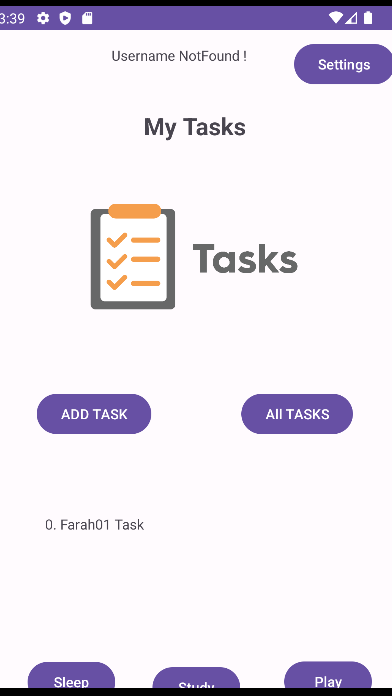 3:39
Username NotFound !
Settings
My Tasks
Tasks
ADD TASK
All TASKS
0. Farah01 Task
Sleep
Study
Play